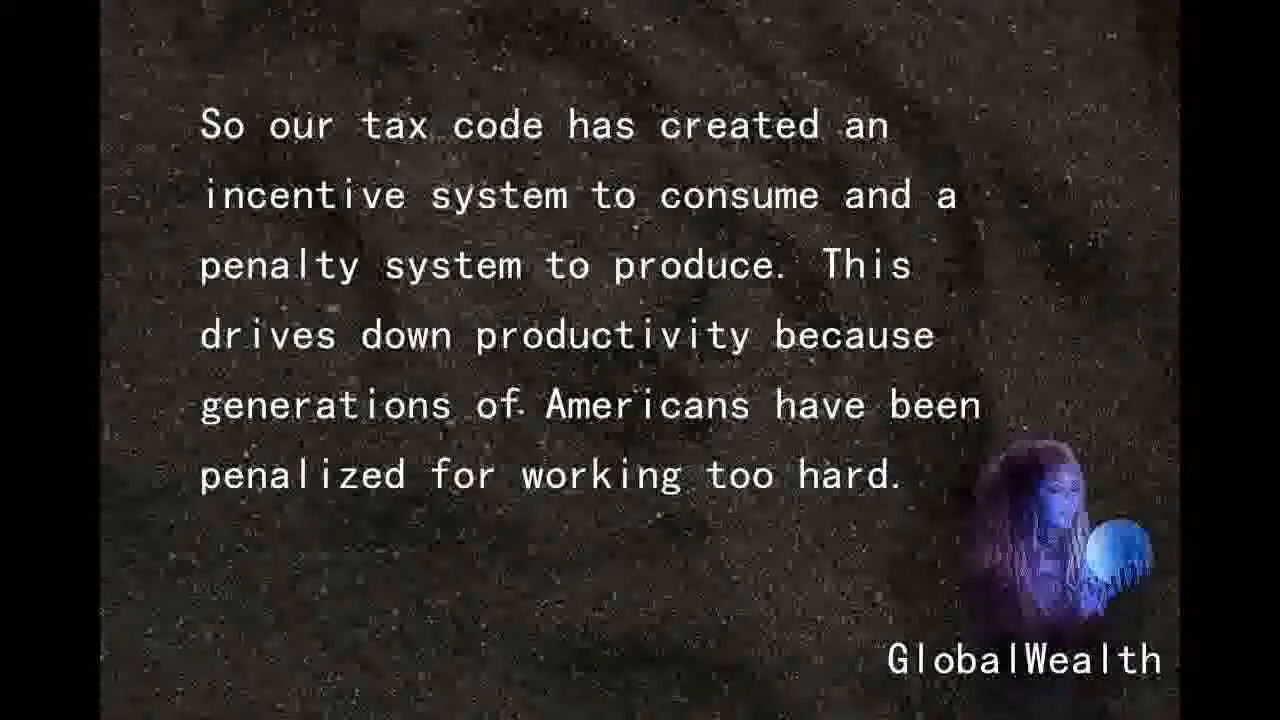 So our tax code has created an
incentive system to consume and a
penalty system to produce. This
drives down productivity because
generations of Americans have been
penalized for working too hard.
GlobalWealth